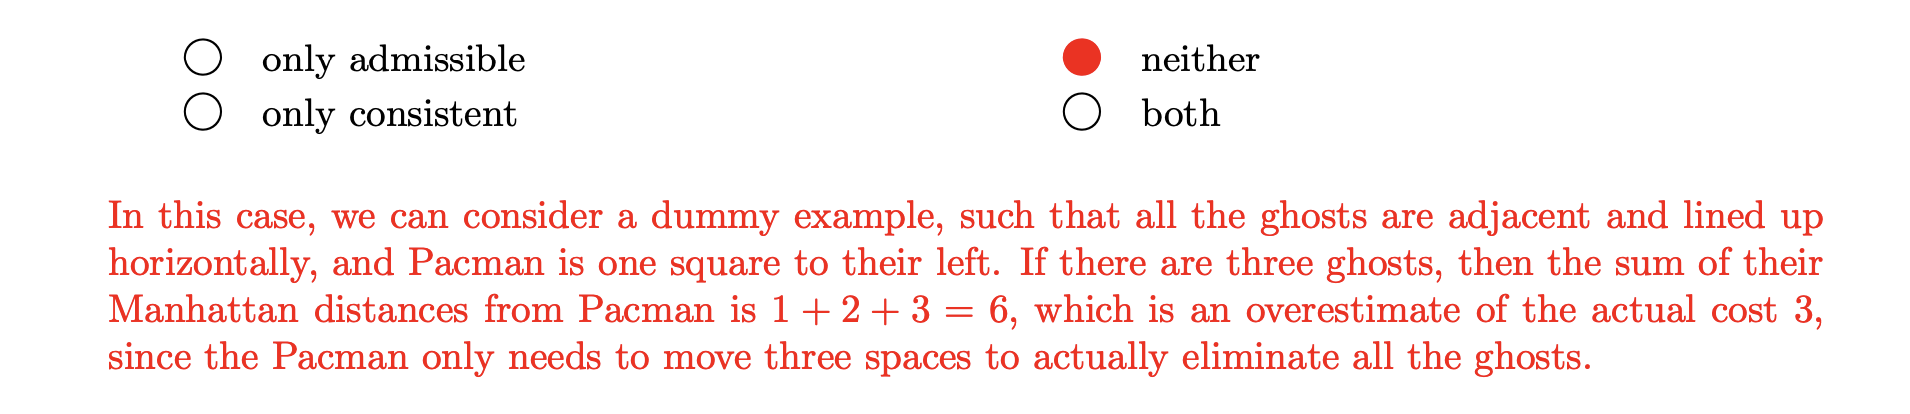 only admissible
neither
only consistent
both
In this case, we can consider a dummy example, such that all the ghosts are adjacent and lined up
horizontally, and Pacman is one square to their left. If there are three ghosts, then the sum of their
Manhattan distances from Pacman is 1 + 2 + 3 = 6, which is an overestimate of the actual cost 3,
since the Pacman only needs to move three spaces to actually eliminate all the ghosts.